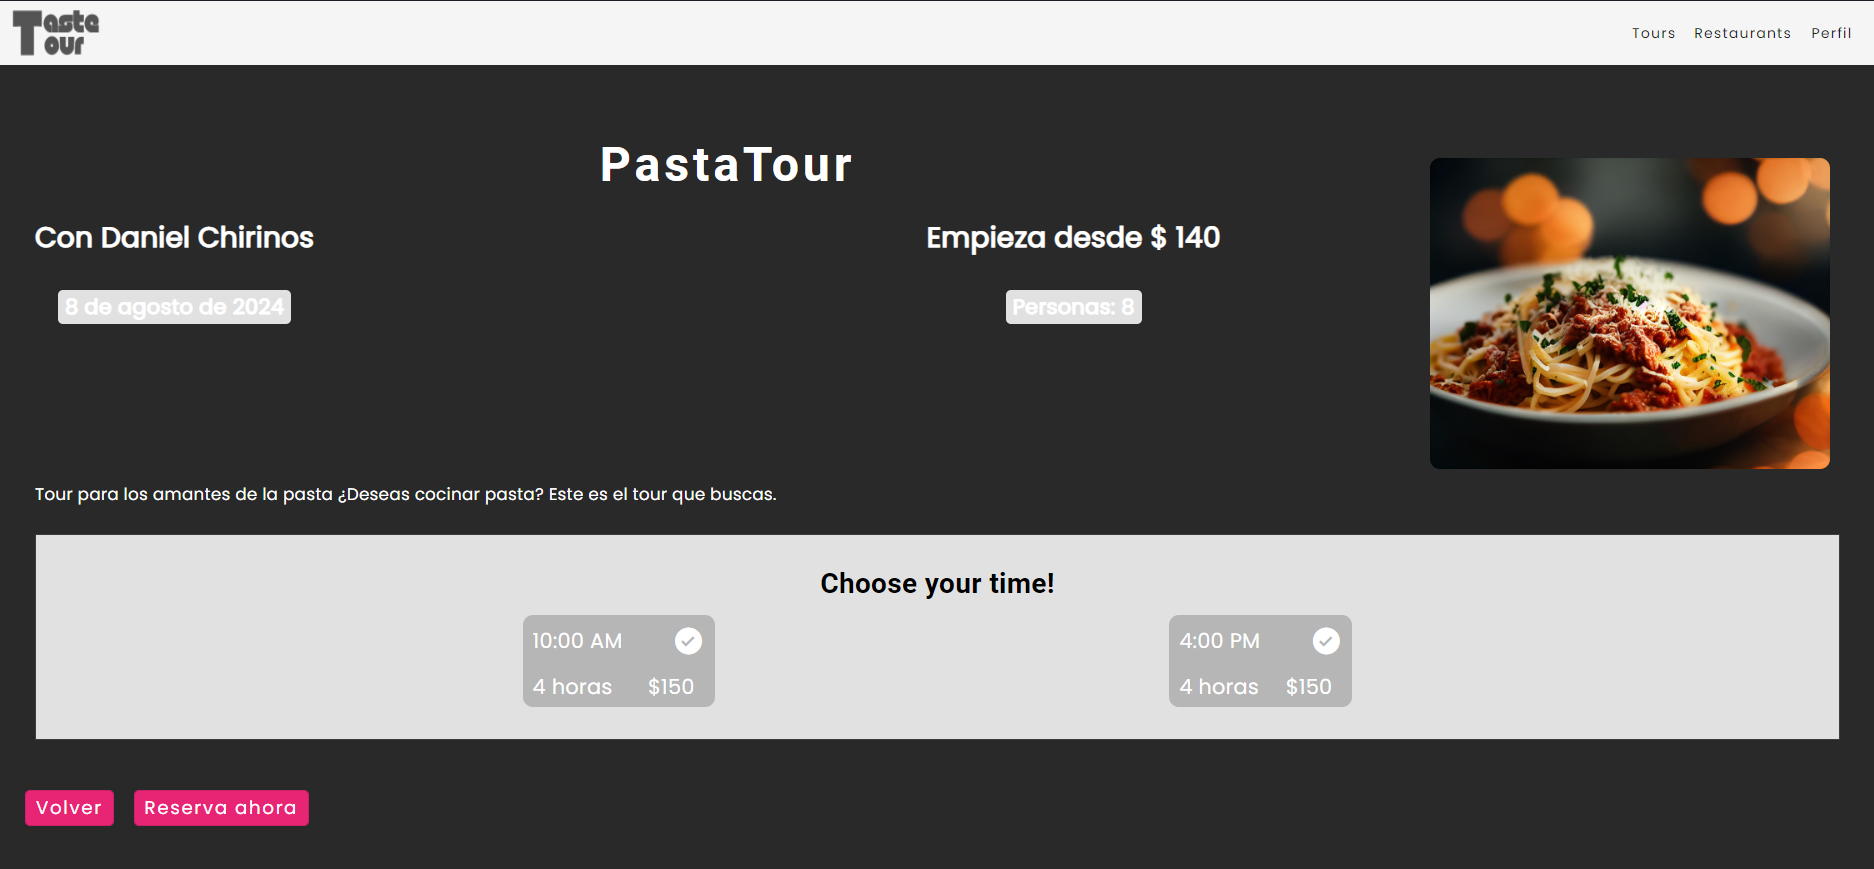 Taste
Tour
Tours Restaurants Perfil
PastaTour
Con Daniel Chirinos
Empieza desde $ 140
8 de agosto de 2024
Personas: 8
Tour para los amantes de la pasta ¿Deseas cocinar pasta? Este es el tour que buscas.
Choose your time!
10:00 AM
4 horas $150
4:00 PM
4 horas $150
Volver
Reserva ahora